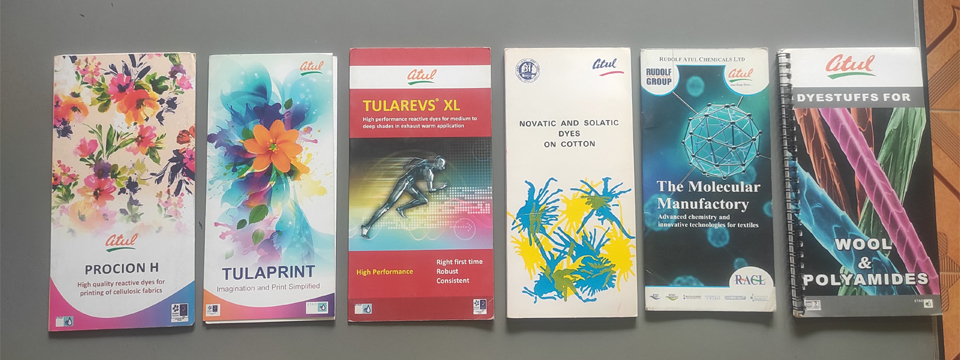 atul
PROCION H
High quality reactive dyes for
printing of cellulosic fabrics
atul
TULAPRINT
Imagination and Print Simplified
atul
TULAREVS® XL
High performance reactive dyes for medium to
deep shades in exhaust warm application
High Performance
Right first time
Robust
Consistent
atul
NOVATIC AND SOLATIC
DYES
ON COTTON
RUDOLF ATUL CHEMICALS LTD
RUDOLF
GROUP
atul
The Molecular
Manufactory
Advanced chemistry and
innovative technologies for textiles
RACL
atul
DYESTUFFS FOR
WOOL
&
POLYAMIDES